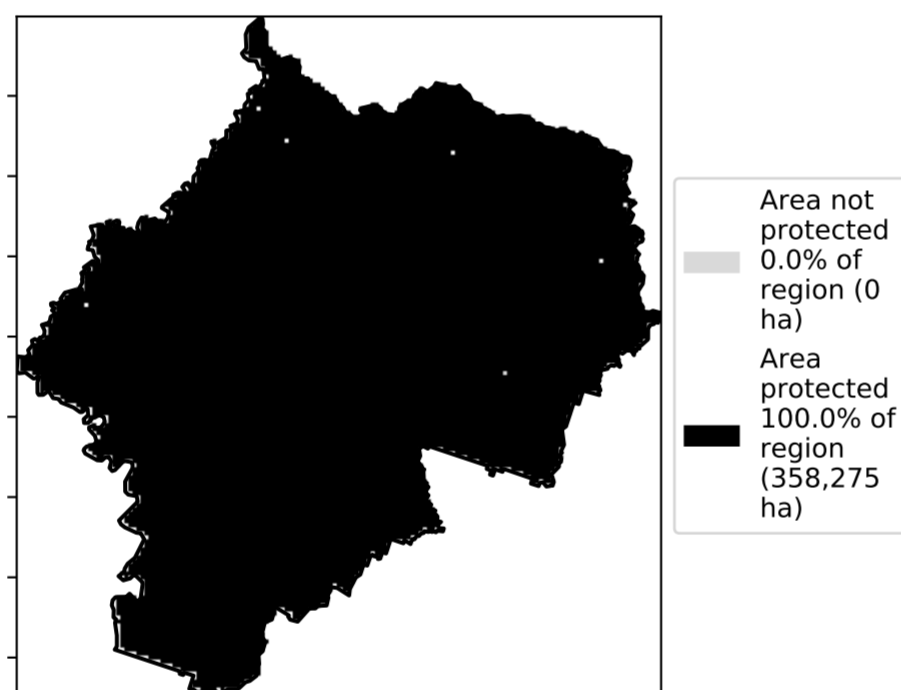 Area not
protected
0.0% of
region (0
ha)
Area
protected
100.0% of
region
(358,275
ha)